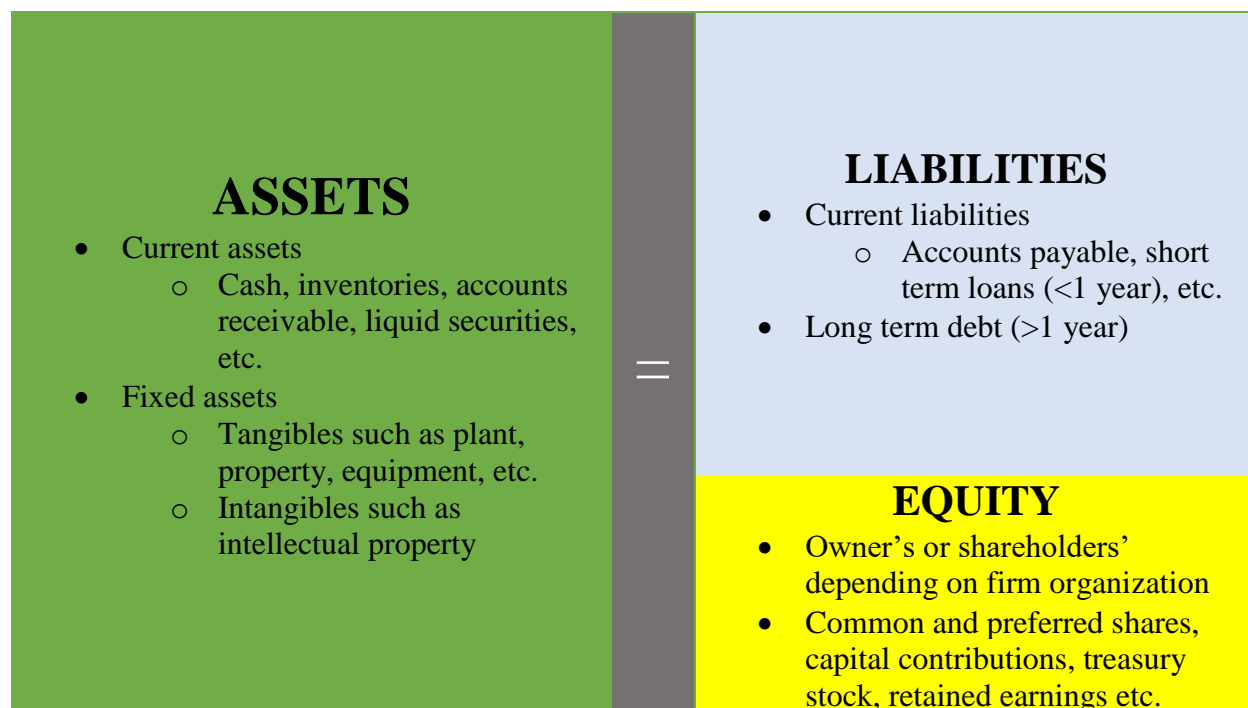 ASSETS
• Current assets
o Cash, inventories, accounts
receivable, liquid securities,
etc.
• Fixed assets
o Tangibles such as plant,
property, equipment, etc.
o Intangibles such as
intellectual property
=
LIABILITIES
• Current liabilities
o Accounts payable, short
term loans (<1 year), etc.
• Long term debt (>1 year)
EQUITY
• Owner’s or shareholders’
depending on firm organization
• Common and preferred shares,
capital contributions, treasury
stock, retained earnings etc.